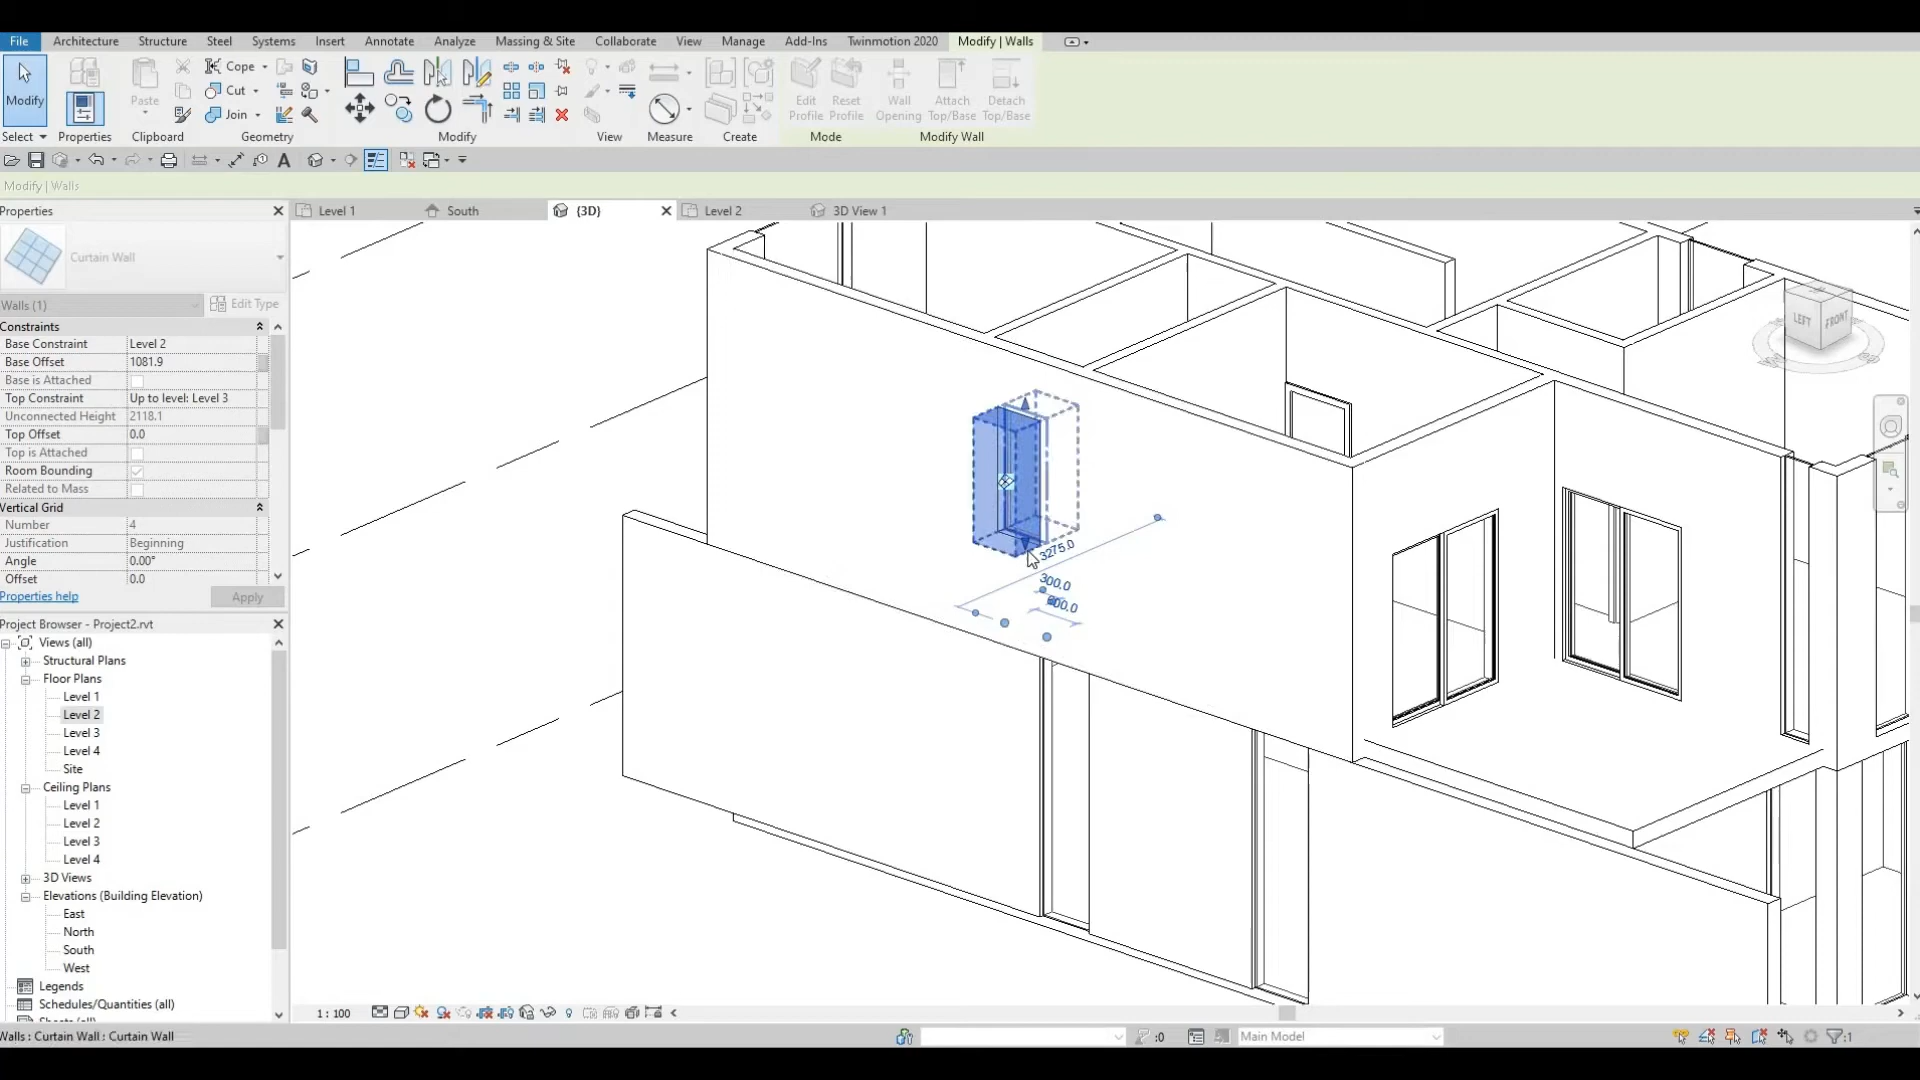 File Architecture Structure Steel Systems Insert Annotate Analyze Massing & Site Collaborate View Manage Add-Ins Twinmotion 2020 Modify | Walls
Modify
Paste
Cope
Cut
Join
Edit Profile
Reset Profile
Wall Opening
Attach Top/Base
Detach Top/Base
Select Properties Clipboard Geometry Modify View Measure Create Mode Modify Wall
Modify | Walls
Properties
Level 1 South {3D} Level 2 3D View 1
Curtain Wall
Walls (1) Edit Type
Constraints
Base Constraint Level 2
Base Offset 1081.9
Base is Attached
Top Constraint Up to level: Level 3
Unconnected Height 2118.1
Top Offset 0.0
Top is Attached
Room Bounding
Related to Mass
Vertical Grid
Number 4
Justification Beginning
Angle 0.00°
Offset 0.0
Properties help Apply
Project Browser - Project2.rvt
Views (all)
Structural Plans
Floor Plans
Level 1
Level 2
Level 3
Level 4
Site
Ceiling Plans
Level 1
Level 2
Level 3
Level 4
3D Views
Elevations (Building Elevation)
East
North
South
West
Legends
Schedules/Quantities (all)
LEFT FRONT
3275.0
300.0
1 : 100
Walls : Curtain Wall : Curtain Wall
:0
Main Model
:1